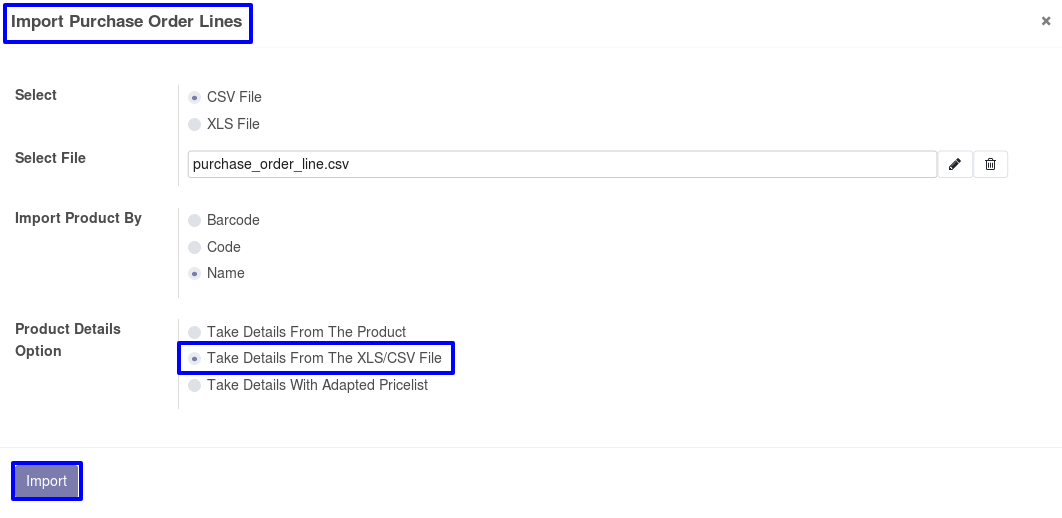 Import Purchase Order Lines
Select
CSV File
XLS File
Select File
purchase_order_line.csv
Import Product By
Barcode
Code
Name
Product Details
Option
Take Details From The Product
Take Details From The XLS/CSV File
Take Details With Adapted Pricelist
Import